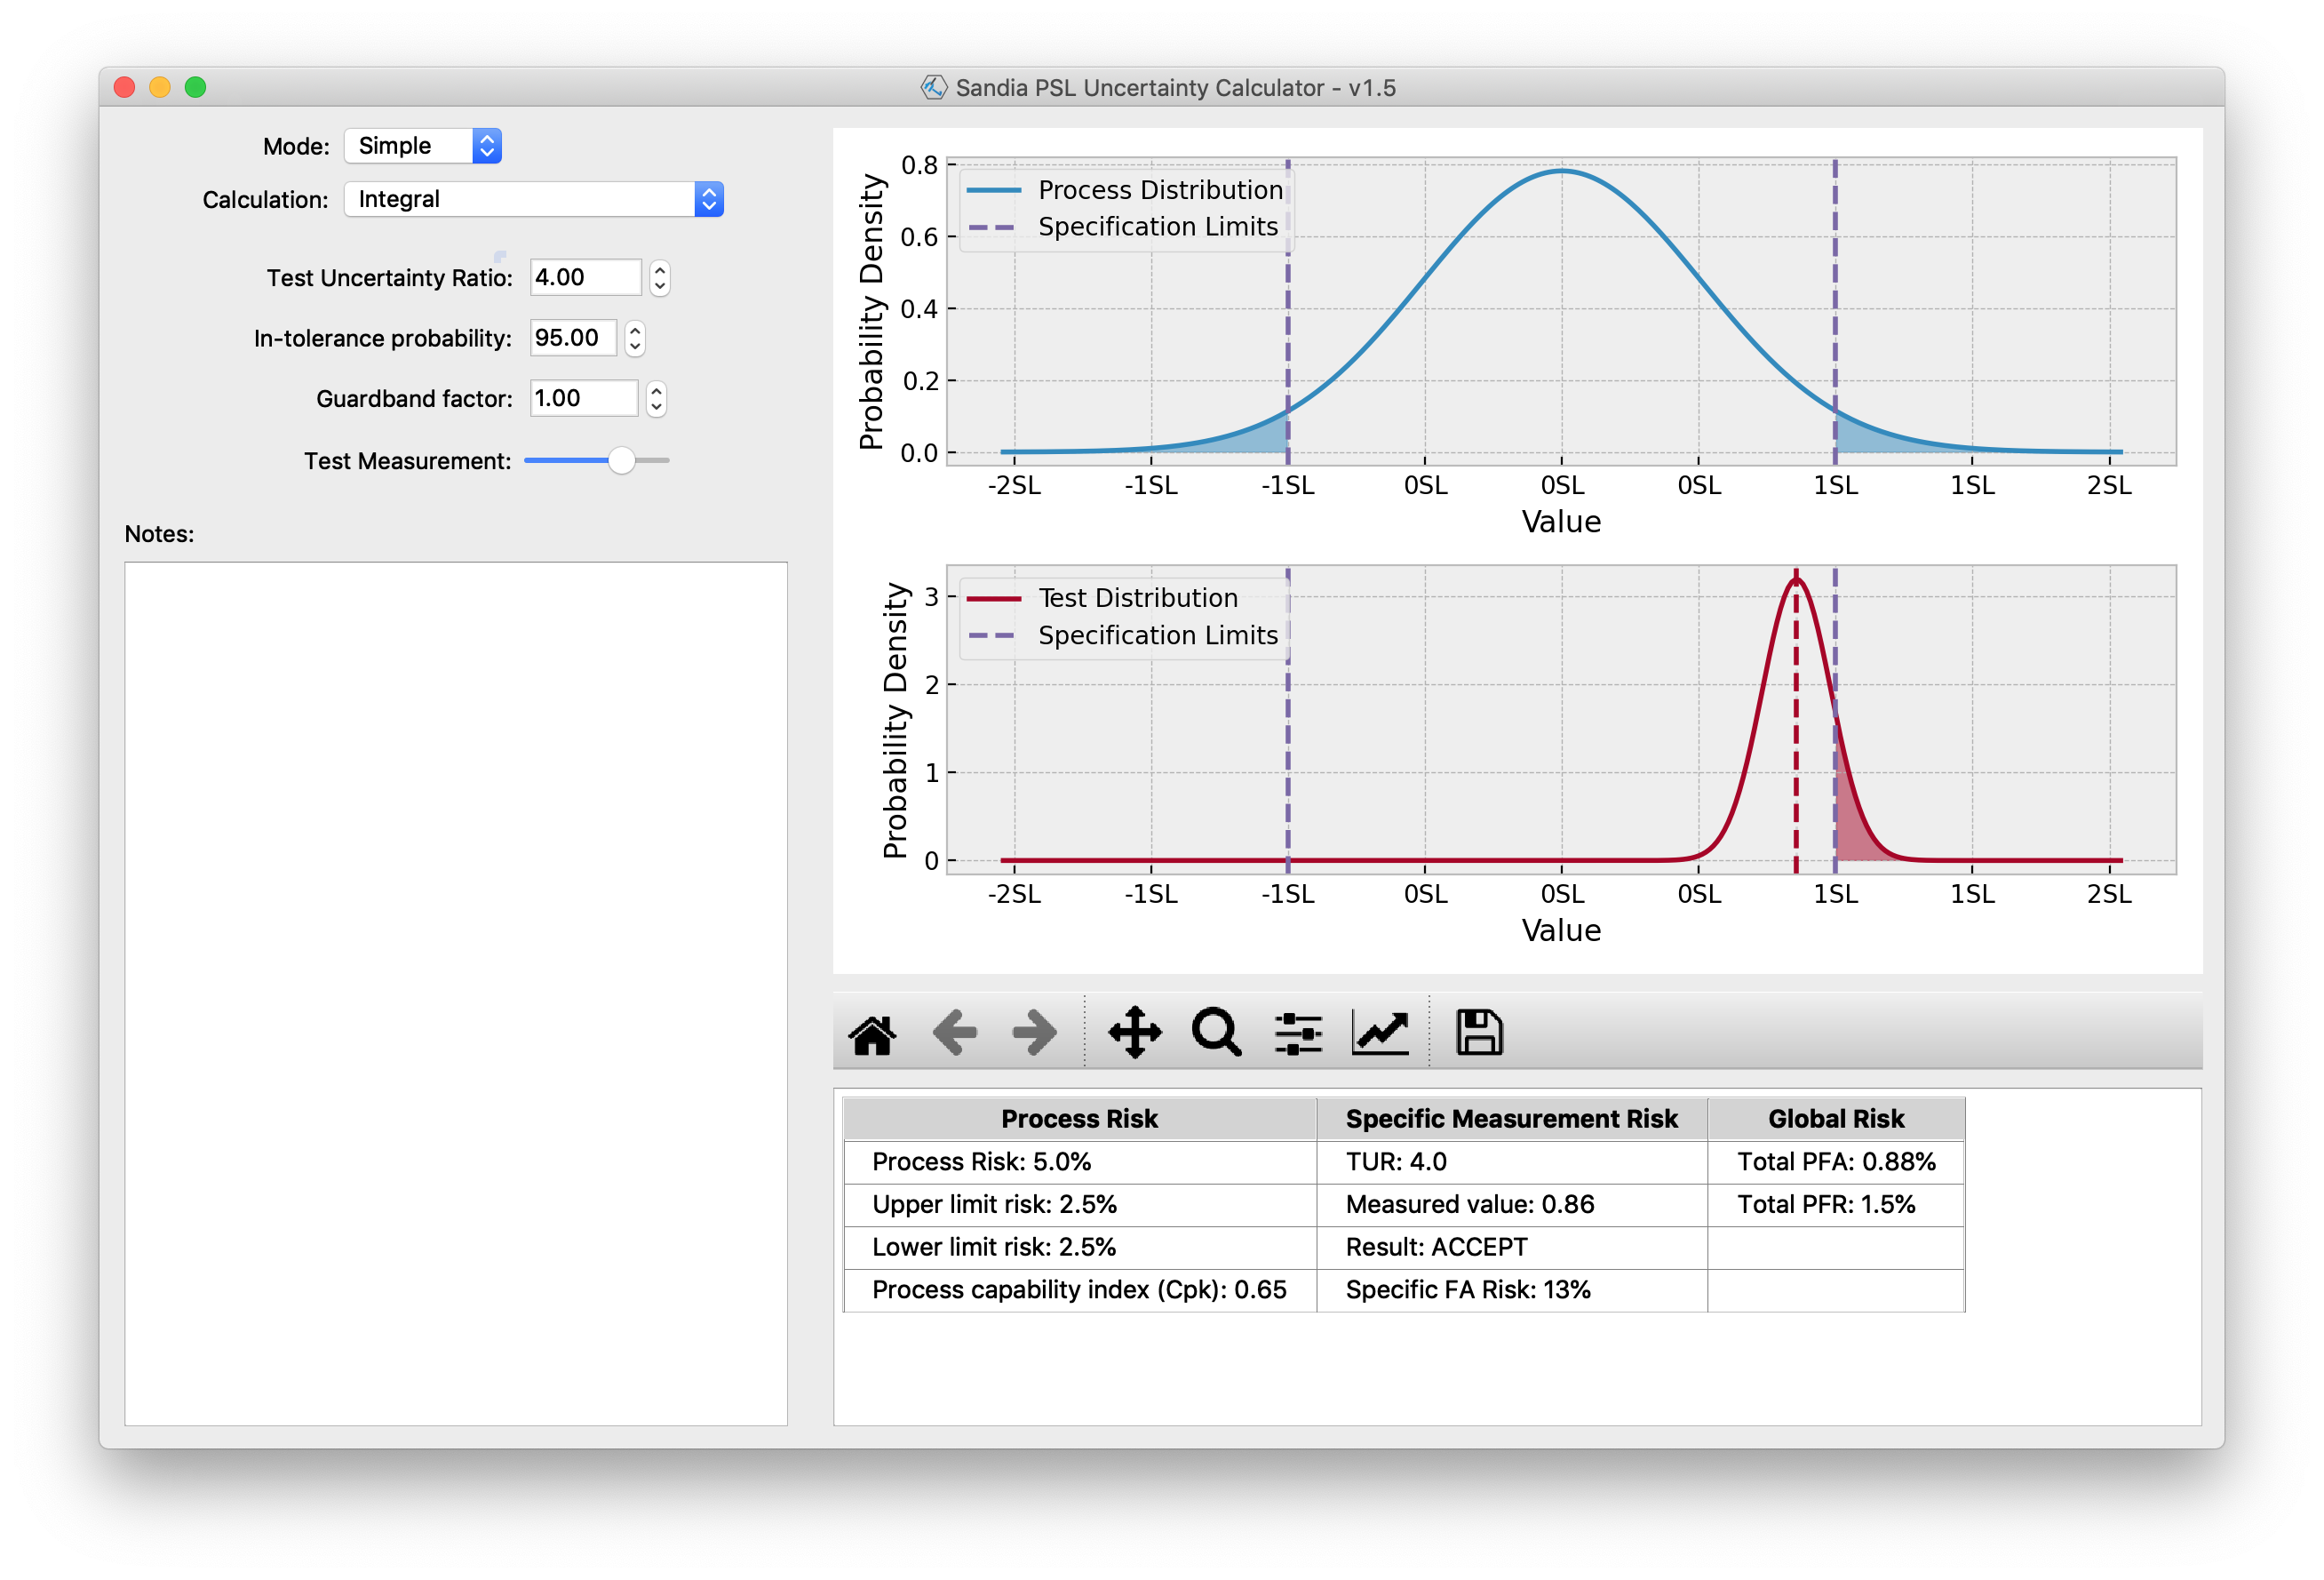 Sandia PSL Uncertainty Calculator - v1.5
Mode: Simple
Calculation: Integral
Test Uncertainty Ratio: 4.00
In-tolerance probability: 95.00
Guardband factor: 1.00
Test Measurement:
Notes:
Probability Density
0.8
0.6
0.4
0.2
0.0
Process Distribution
Specification Limits
-2SL -1SL -1SL 0SL 0SL 0SL 1SL 1SL 2SL
Value
Probability Density
3
2
1
0
Test Distribution
Specification Limits
-2SL -1SL -1SL 0SL 0SL 0SL 1SL 1SL 2SL
Value
Process Risk Specific Measurement Risk Global Risk
Process Risk: 5.0% TUR: 4.0 Total PFA: 0.88%
Upper limit risk: 2.5% Measured value: 0.86 Total PFR: 1.5%
Lower limit risk: 2.5% Result: ACCEPT
Process capability index (Cpk): 0.65 Specific FA Risk: 13%